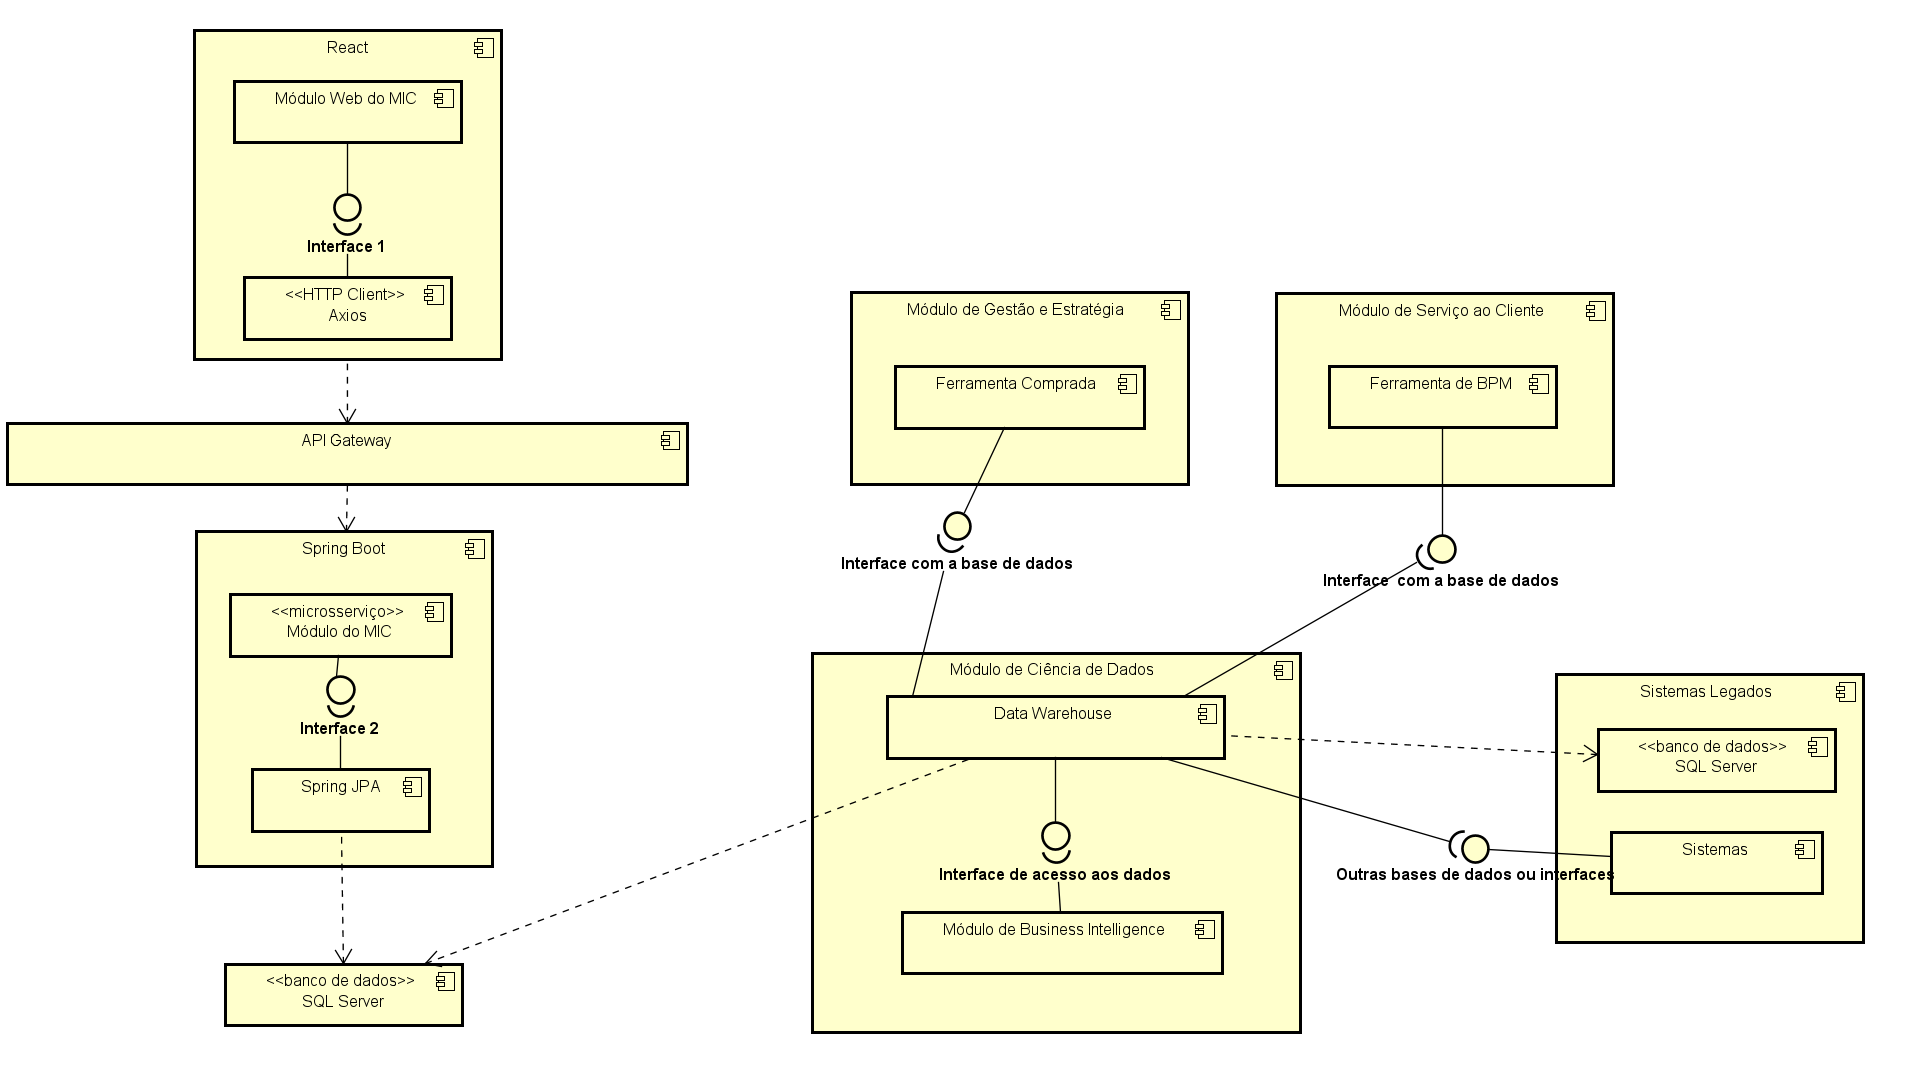 React
Módulo Web do MIC
Interface 1
<<HTTP Client>>
Axios
API Gateway
Spring Boot
<<microsserviço>>
Módulo do MIC
Interface 2
Spring JPA
<<banco de dados>>
SQL Server
Módulo de Gestão e Estratégia
Ferramenta Comprada
Interface com a base de dados
Módulo de Serviço ao Cliente
Ferramenta de BPM
Interface  com a base de dados
Módulo de Ciência de Dados
Data Warehouse
Interface de acesso aos dados
Módulo de Business Intelligence
Sistemas Legados
<<banco de dados>>
SQL Server
Sistemas
Outras bases de dados ou interfaces